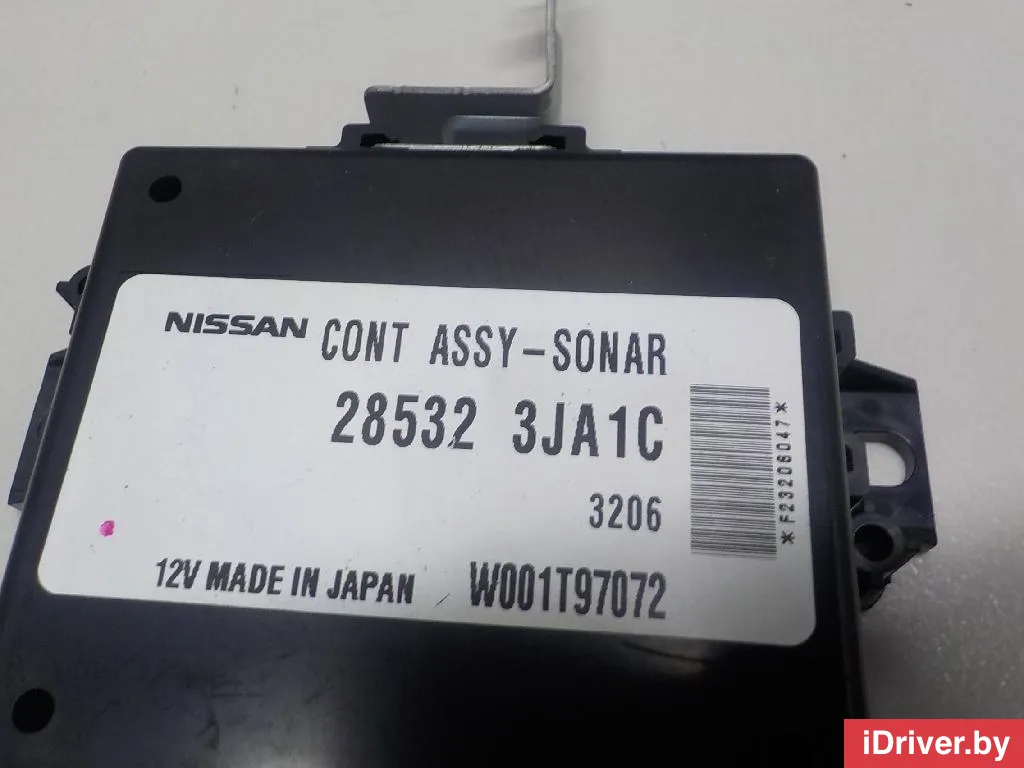 NISSAN CONT ASSY-SONAR
28532 3JA1C
3206
*F23206047*
12V MADE IN JAPAN W001T97072
iDriver.by